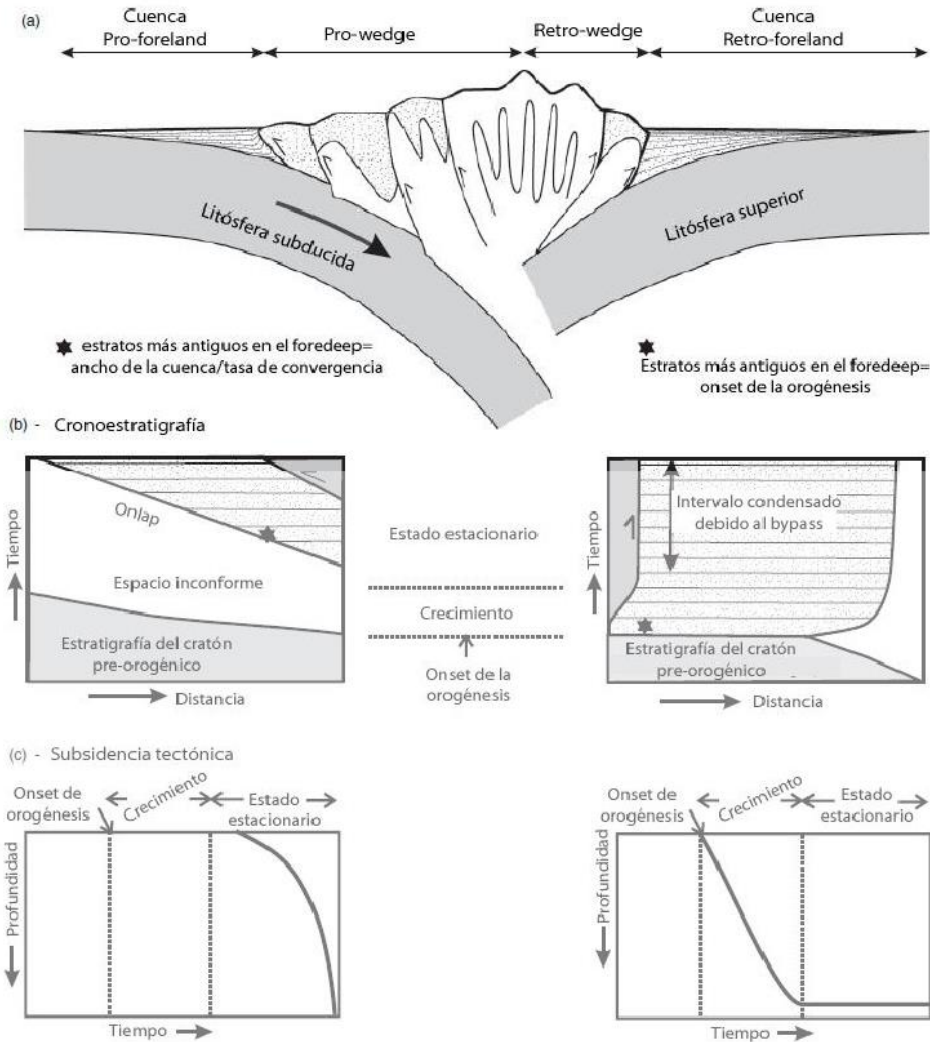 (a)
Cuenca
Pro-foreland
Pro-wedge
Retro-wedge
Cuenca
Retro-foreland
Litósfera subducida
Litósfera superior
estratos más antiguos en el foredeep=
ancho de la cuenca/tasa de convergencia
Estratos más antiguos en el foredeep=
onset de la orogénesis
(b) - Cronoestratigrafía
Tiempo
Onlap
Espacio inconforme
Estratigrafía del cratón
pre-orogénico
Distancia
Estado estacionario
Crecimiento
Onset de la
orogénesis
Tiempo
Intervalo condensado
debido al bypass
Estratigrafía del cratón
pre-orogénico
Distancia
(c) - Subsidencia tectónica
Onset de
orogénesis
Crecimiento
Estado
estacionario
Profundidad
Tiempo
Onset de
orogénesis
Crecimiento
Estado
estacionario
Profundidad
Tiempo